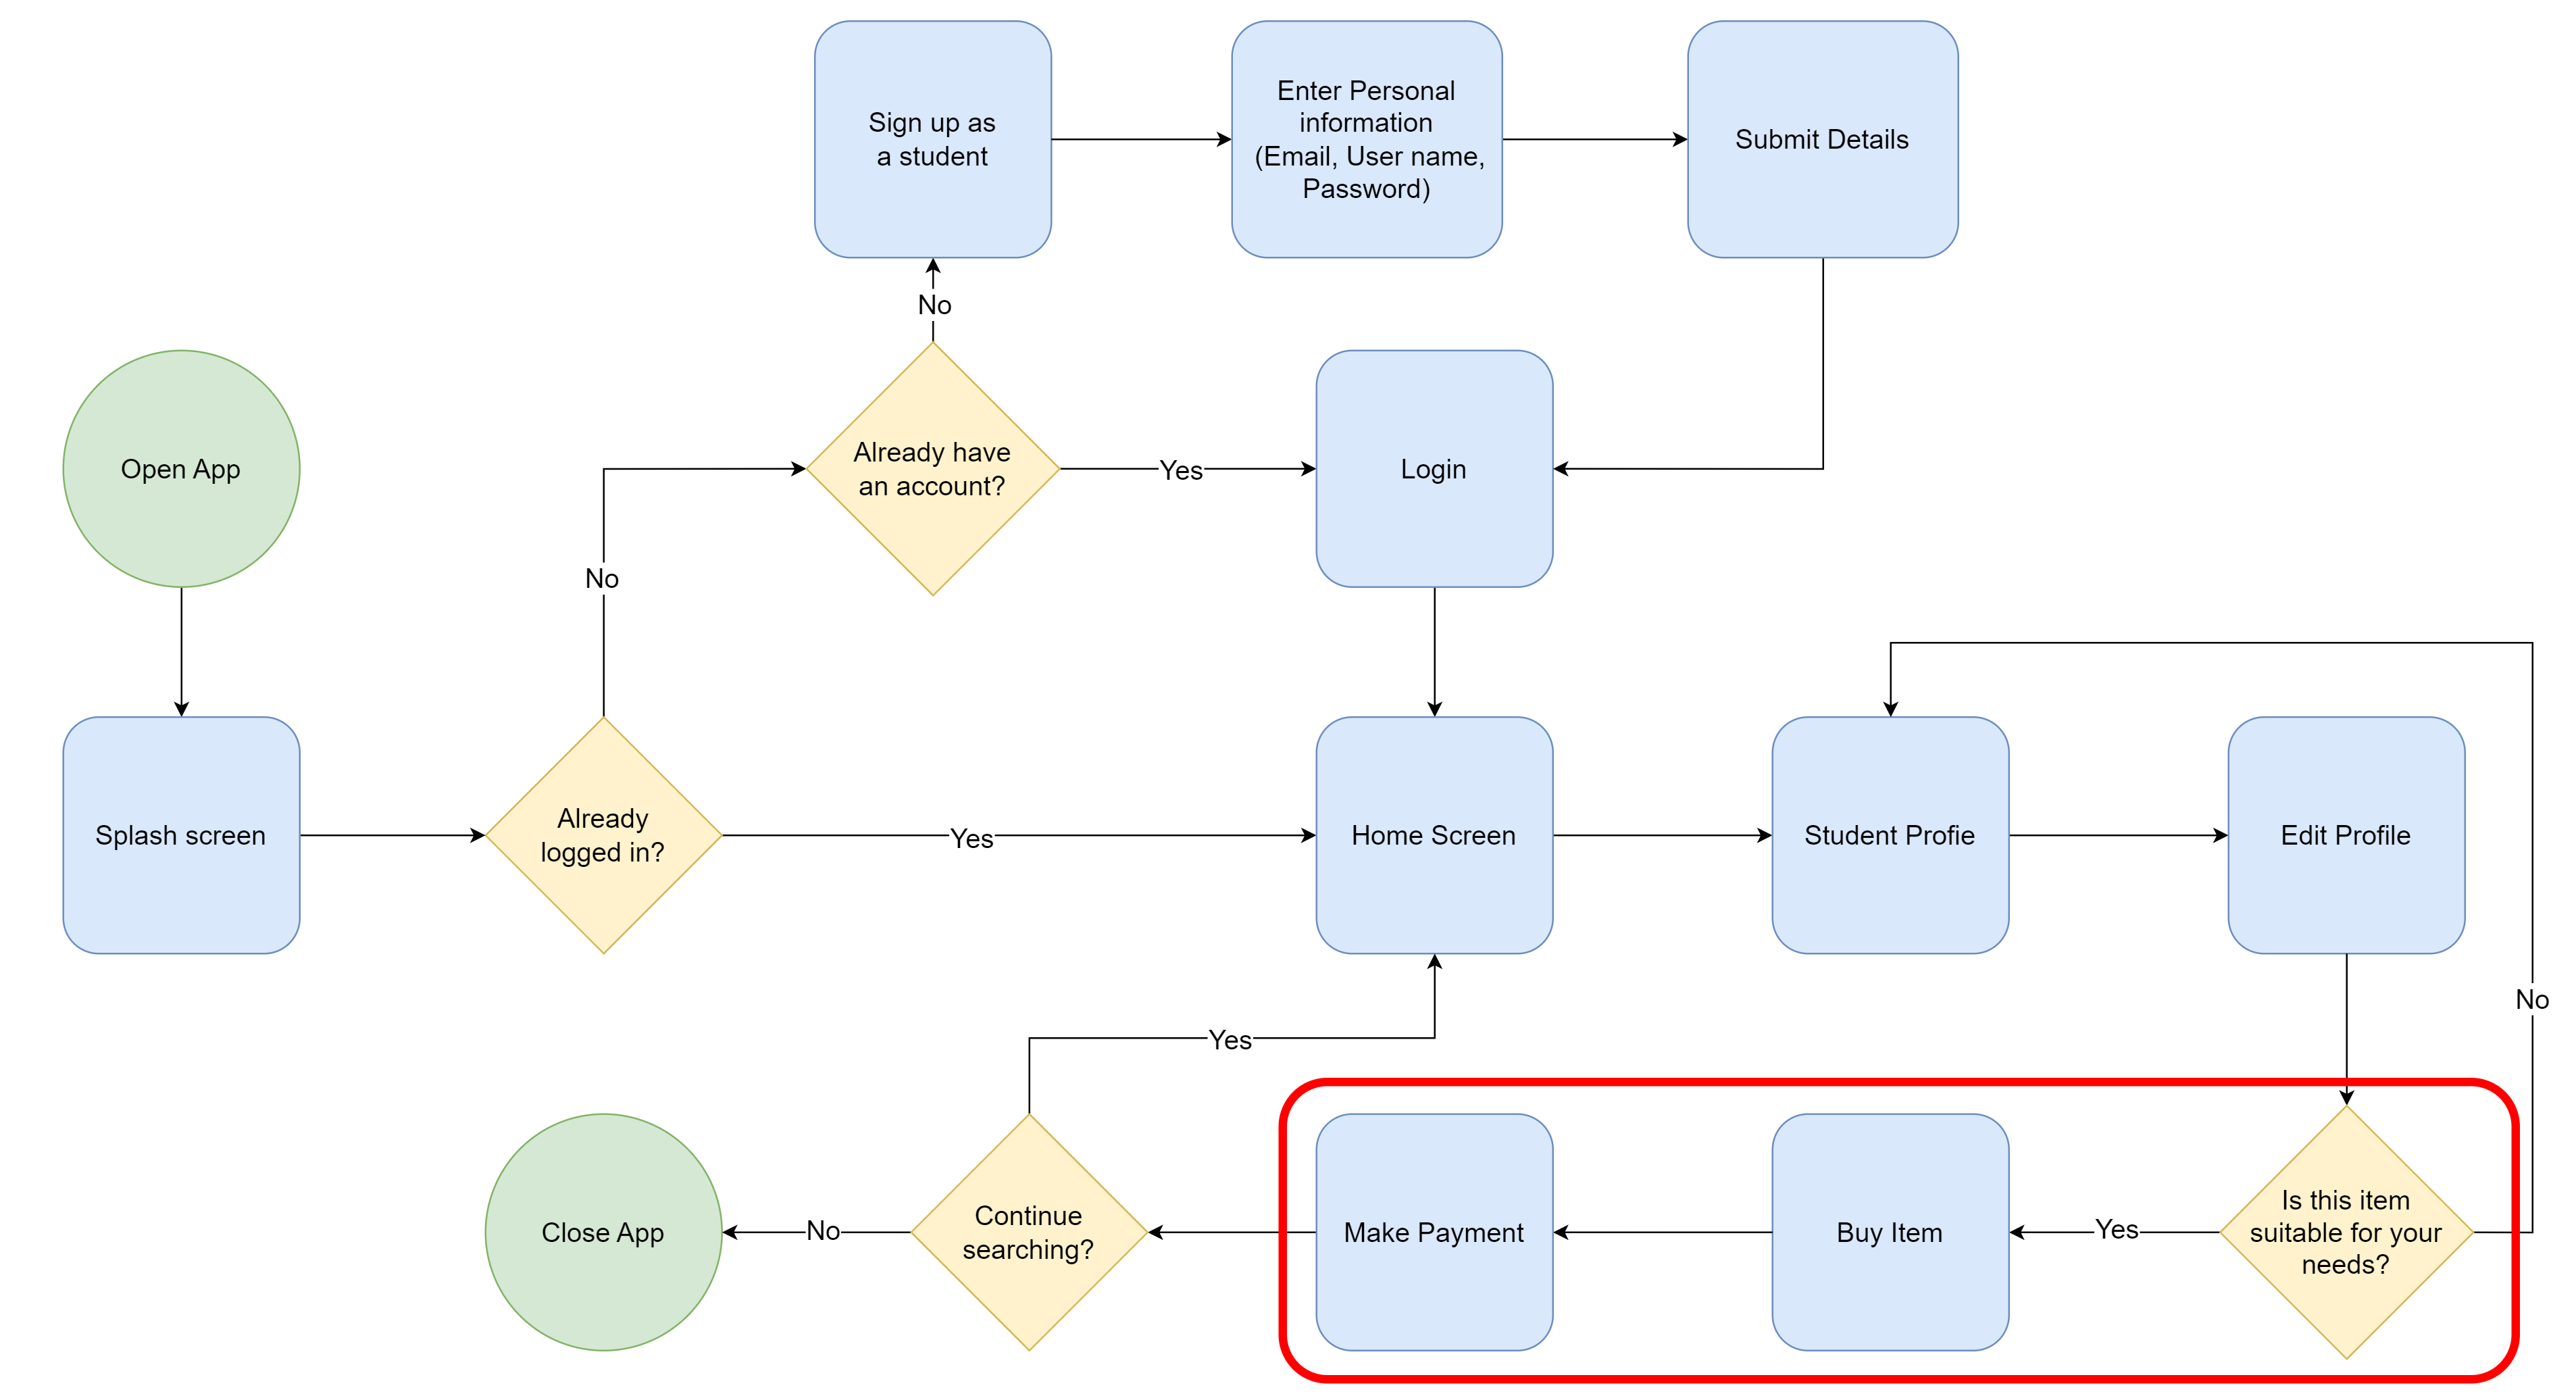 Sign up as
a student
Enter Personal
information
(Email, User name,
Password)
Submit Details
No
Open App
Already have
an account?
Yes
Login
No
Splash screen
Already
logged in?
Yes
Home Screen
Student Profie
Edit Profile
No
Yes
Close App
No
Continue
searching?
Make Payment
Buy Item
Yes
Is this item
suitable for your
needs?